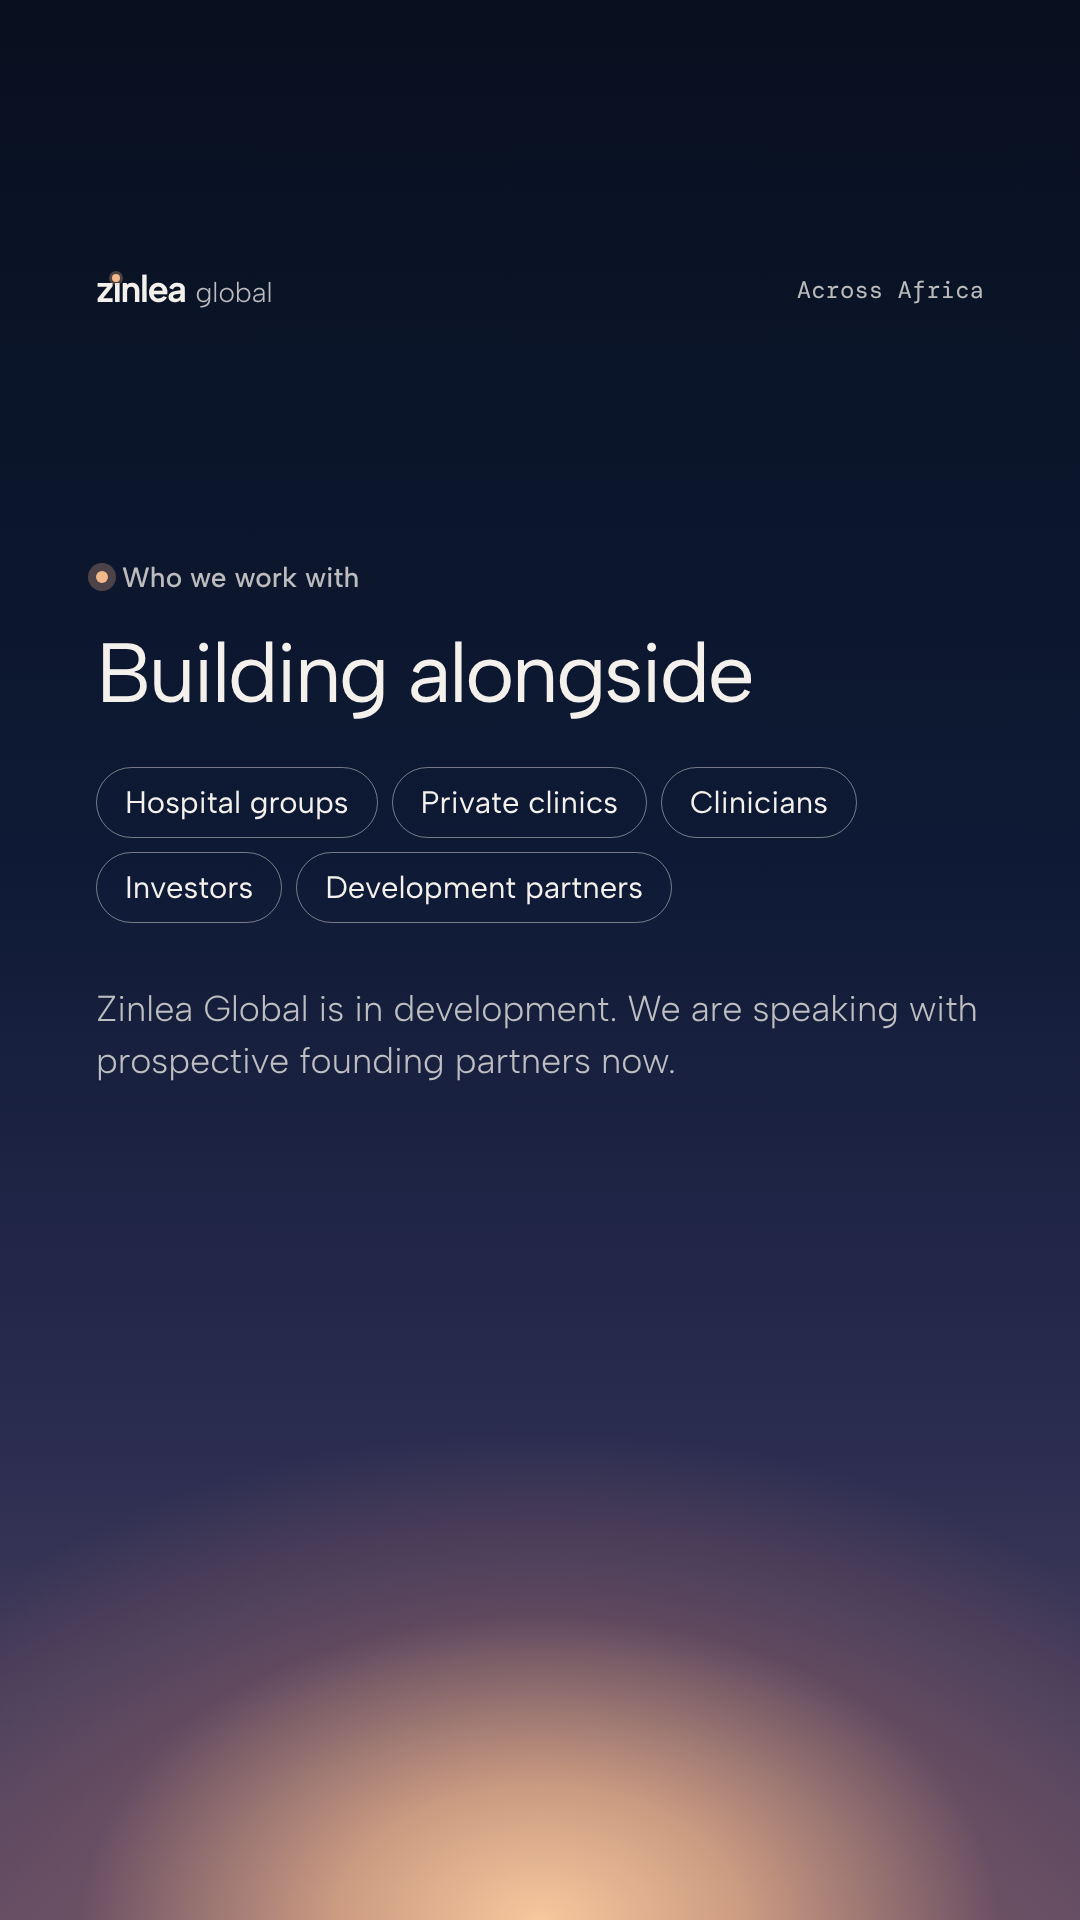 zinlea global
Across Africa
Who we work with
Building alongside
Hospital groups
Private clinics
Clinicians
Investors
Development partners
Zinlea Global is in development. We are speaking with
prospective founding partners now.